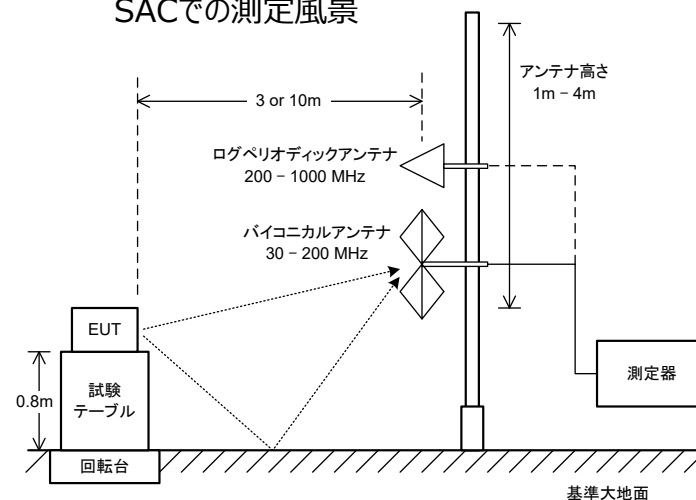 SACでの測定風景
アンテナ高さ
1m – 4m
3 or 10m
ログペリオディックアンテナ
200 – 1000 MHz
バイコニカルアンテナ
30 – 200 MHz
EUT
0.8m
試験
テーブル
測定器
回転台
基準大地面